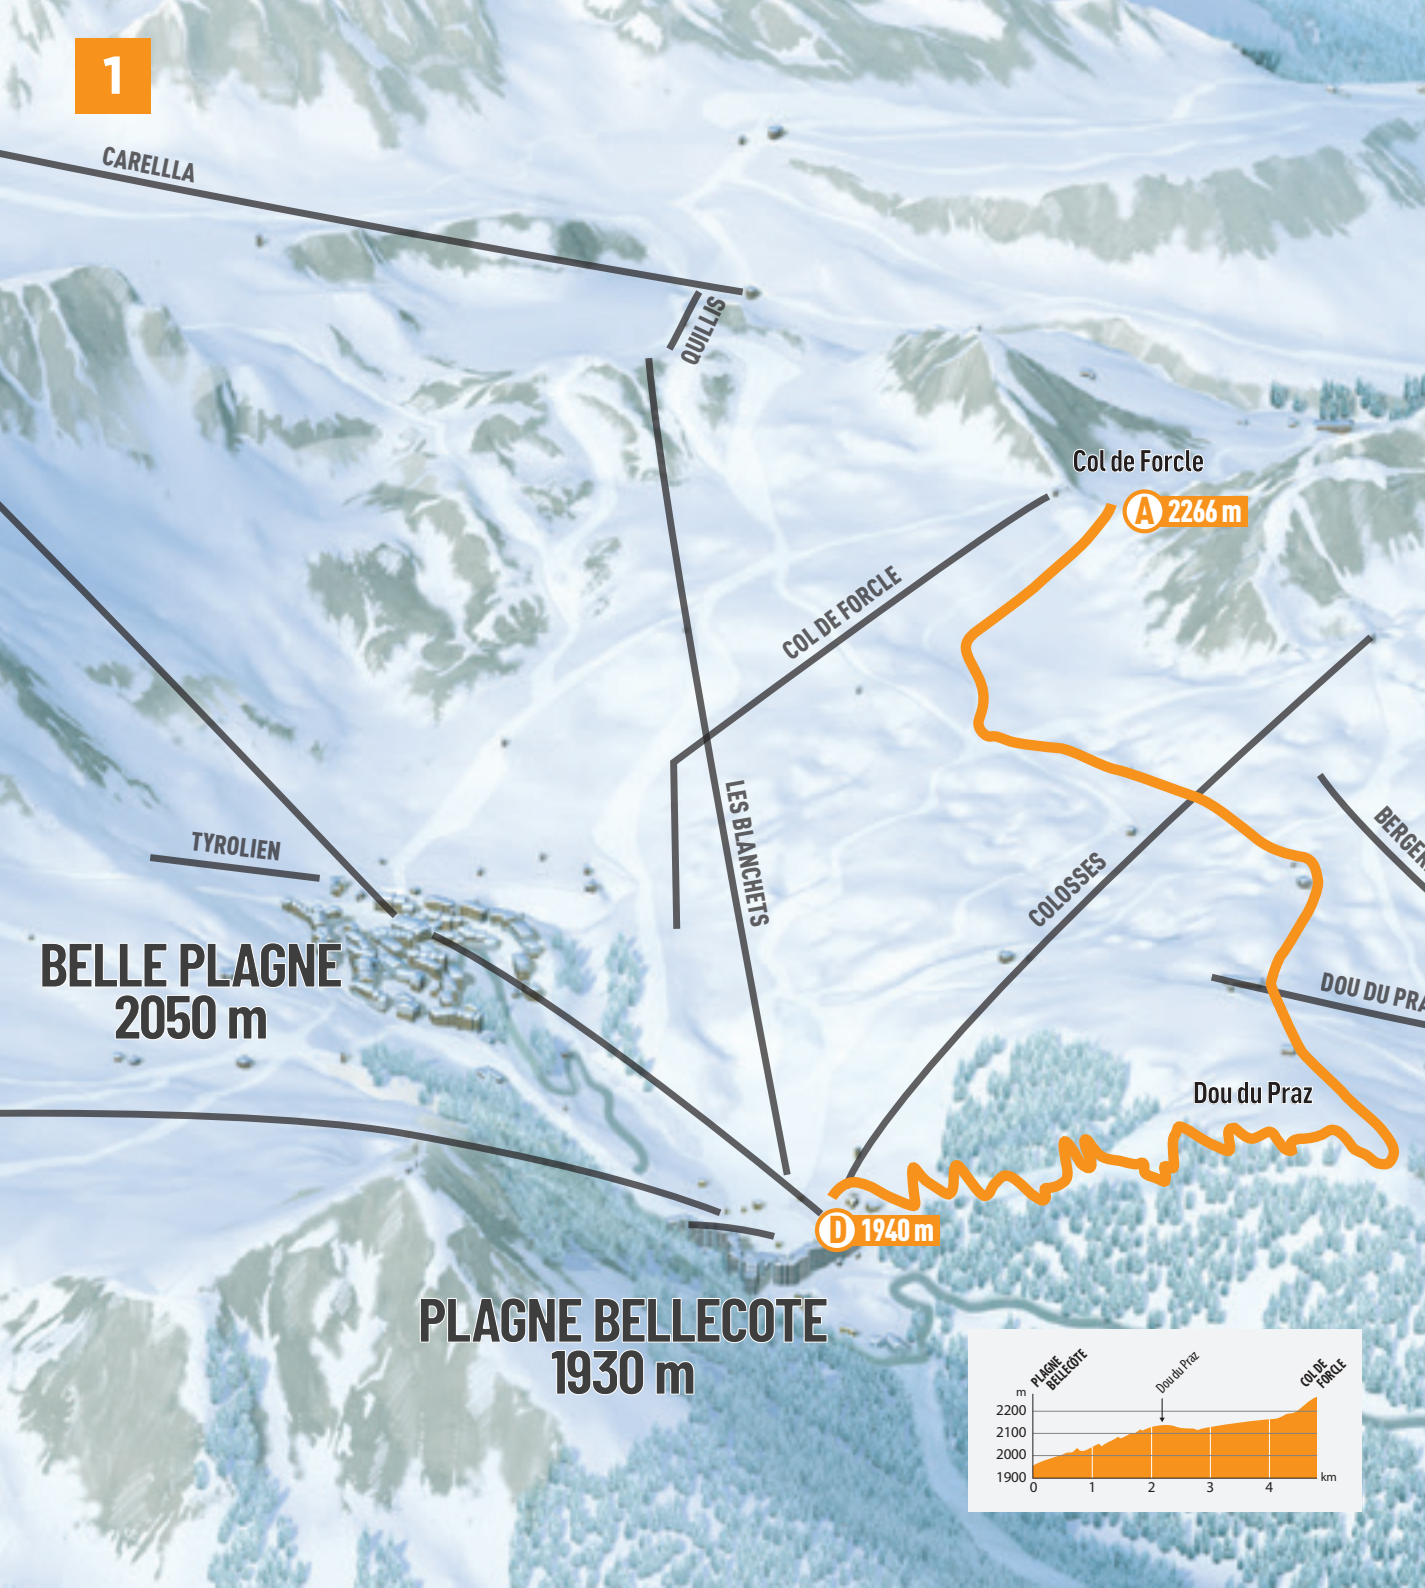 1
CARELLLA
QUILLIS
Col de Forcle
A 2266 m
COL DE FORCLE
LES BLANCHETS
TYROLIEN
COLOSSES
BELLE PLAGNE
2050 m
DOU DU PRA
Dou du Praz
D 1940 m
PLAGNE BELLECOTE
1930 m
PLAGNE
BELLECÔTE
Dou du Praz
COL DE
FORCLE
m
2200
2100
2000
1900
0 1 2 3 4 km